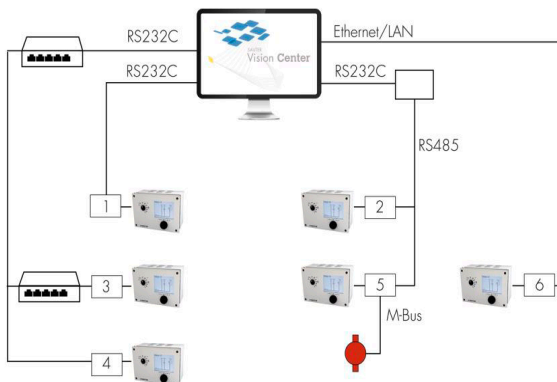 RS232C
Ethernet/LAN
RS232C
Vision Center
RS232C
RS485
1
2
3
5
6
M-Bus
4